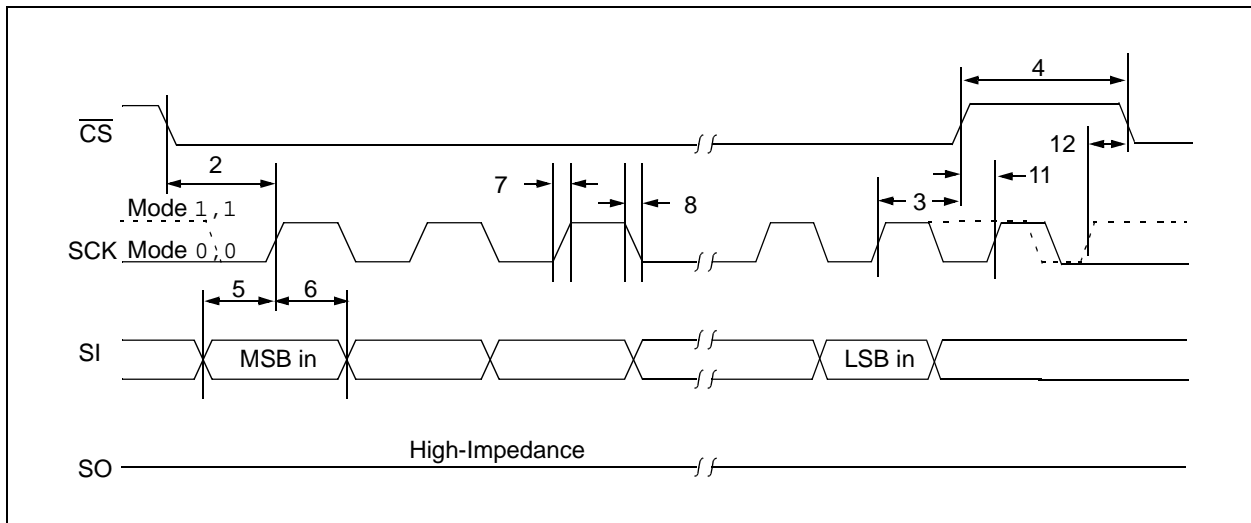 4
CS
12
2
7
8
3
11
Mode 1,1
SCK Mode 0,0
5
6
SI
MSB in
LSB in
High-Impedance
SO